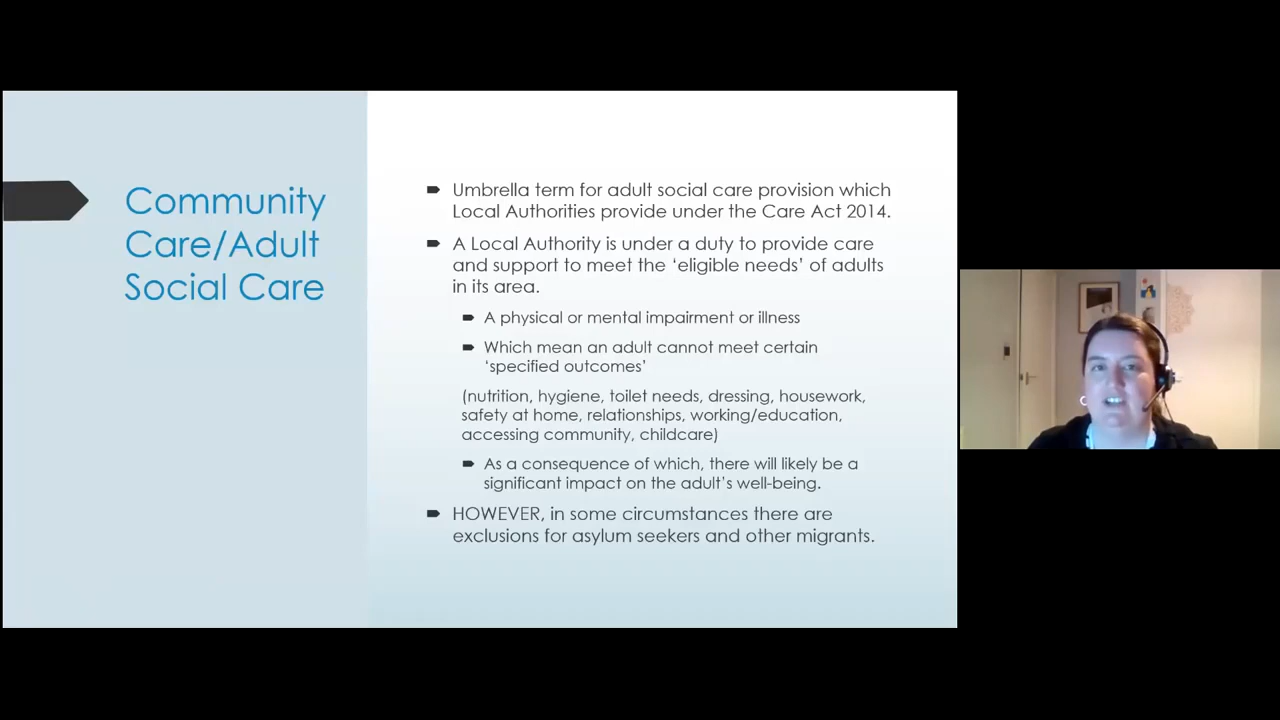 Community
Care/Adult
Social Care
Umbrella term for adult social care provision which
Local Authorities provide under the Care Act 2014.
A Local Authority is under a duty to provide care
and support to meet the ‘eligible needs’ of adults
in its area.
A physical or mental impairment or illness
Which mean an adult cannot meet certain
‘specified outcomes’
(nutrition, hygiene, toilet needs, dressing, housework,
safety at home, relationships, working/education,
accessing community, childcare)
As a consequence of which, there will likely be a
significant impact on the adult’s well-being.
HOWEVER, in some circumstances there are
exclusions for asylum seekers and other migrants.